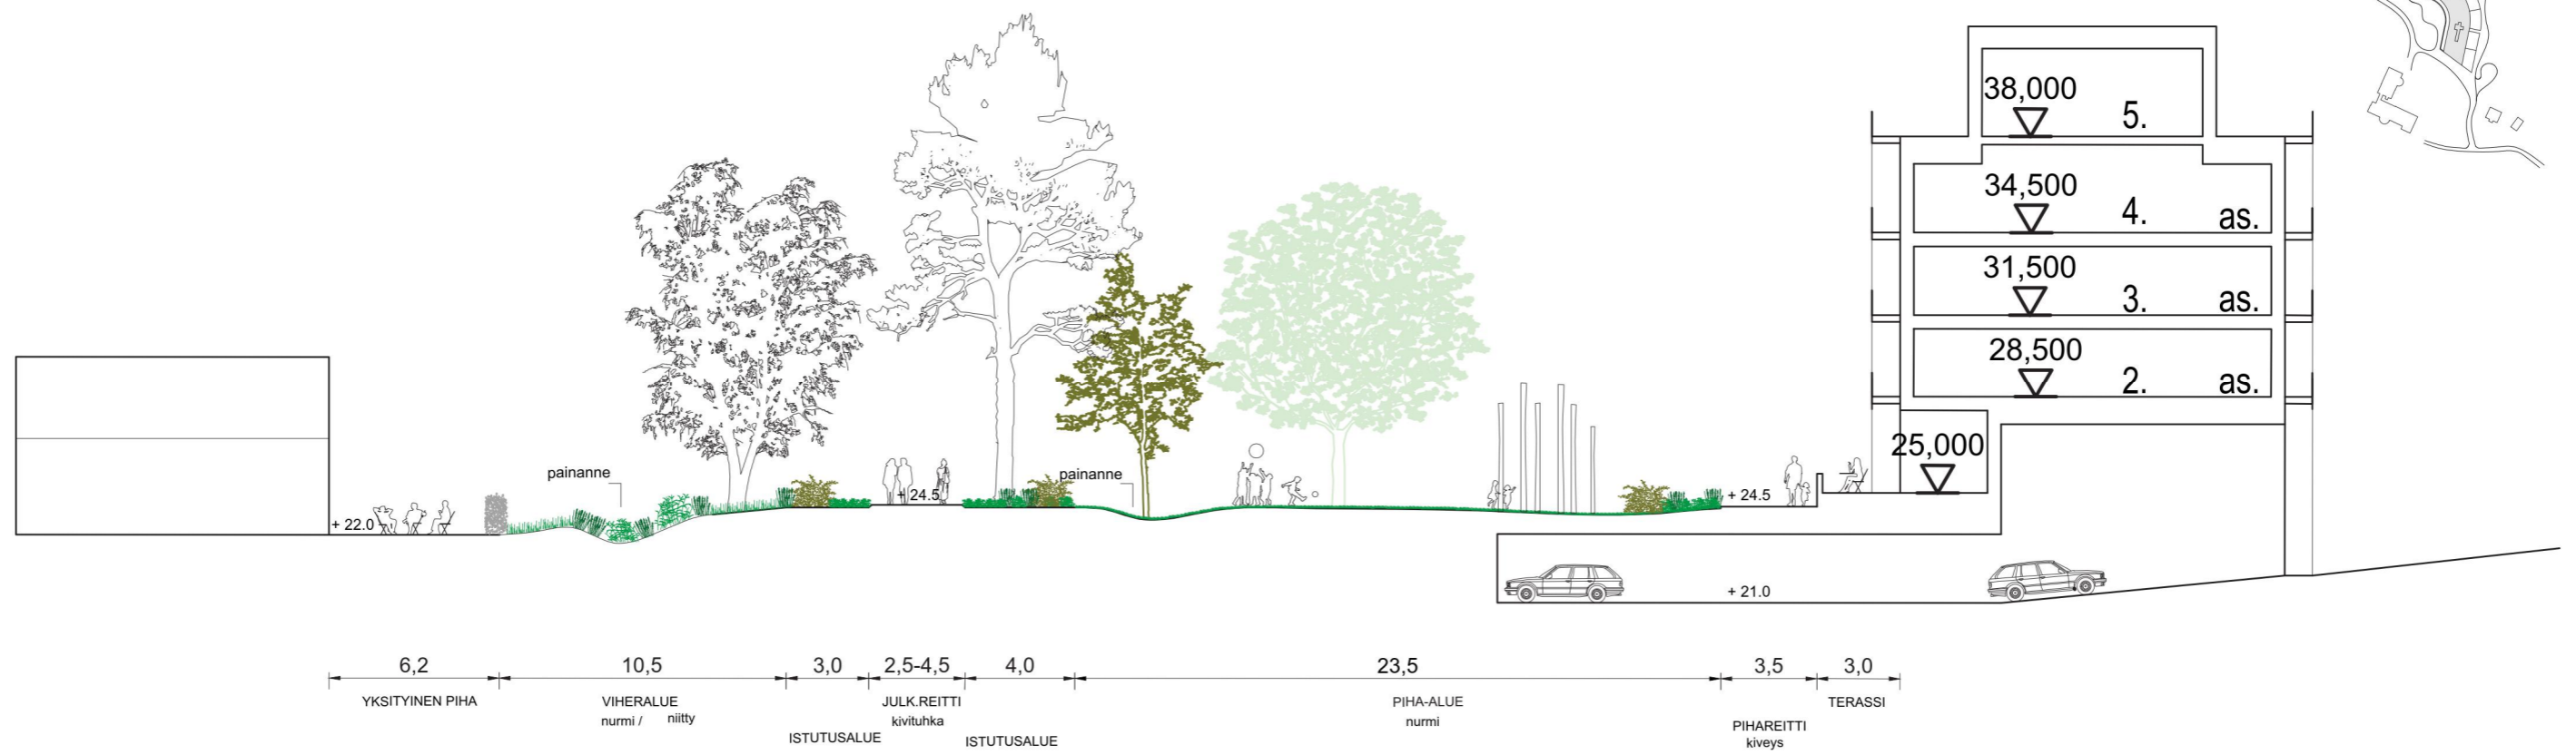 38,000
5.
34,500
4. as.
31,500
3. as.
28,500
2. as.
25,000
painanne
painanne
+ 24.5
+ 24.5
+ 22.0
+ 21.0
6,2 10,5 3,0 2,5-4,5 4,0 23,5 3,5 3,0
YKSITYINEN PIHA VIHERALUE JULK.REITTI PIHA-ALUE TERASSI
nurmi / niitty kivituhka nurmi PIHAREITTI
ISTUTUSALUE ISTUTUSALUE kiveys